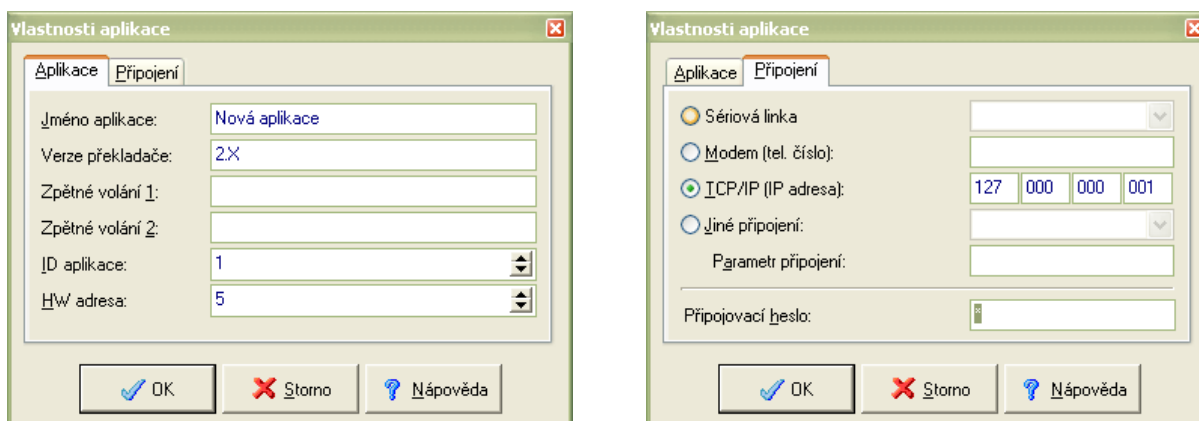 Vlastnosti aplikace
Aplikace Připojení
Jméno aplikace: Nová aplikace
Verze překladače: 2.X
Zpětné volání 1:
Zpětné volání 2:
ID aplikace: 1
HW adresa: 5
OK Storno Nápověda
Vlastnosti aplikace
Aplikace Připojení
Sériová linka
Modem (tel. číslo):
TCP/IP (IP adresa): 127 000 000 001
Jiné připojení:
Parametr připojení:
Připojovací heslo: *
OK Storno Nápověda